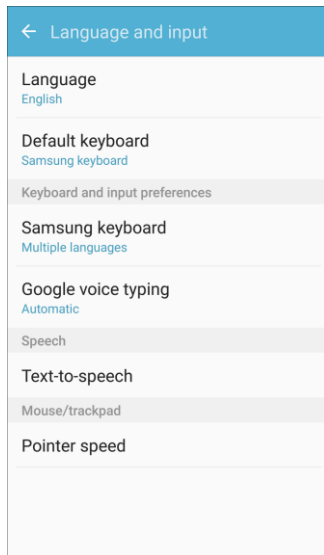 Language and input
Language
English
Default keyboard
Samsung keyboard
Keyboard and input preferences
Samsung keyboard
Multiple languages
Google voice typing
Automatic
Speech
Text-to-speech
Mouse/trackpad
Pointer speed